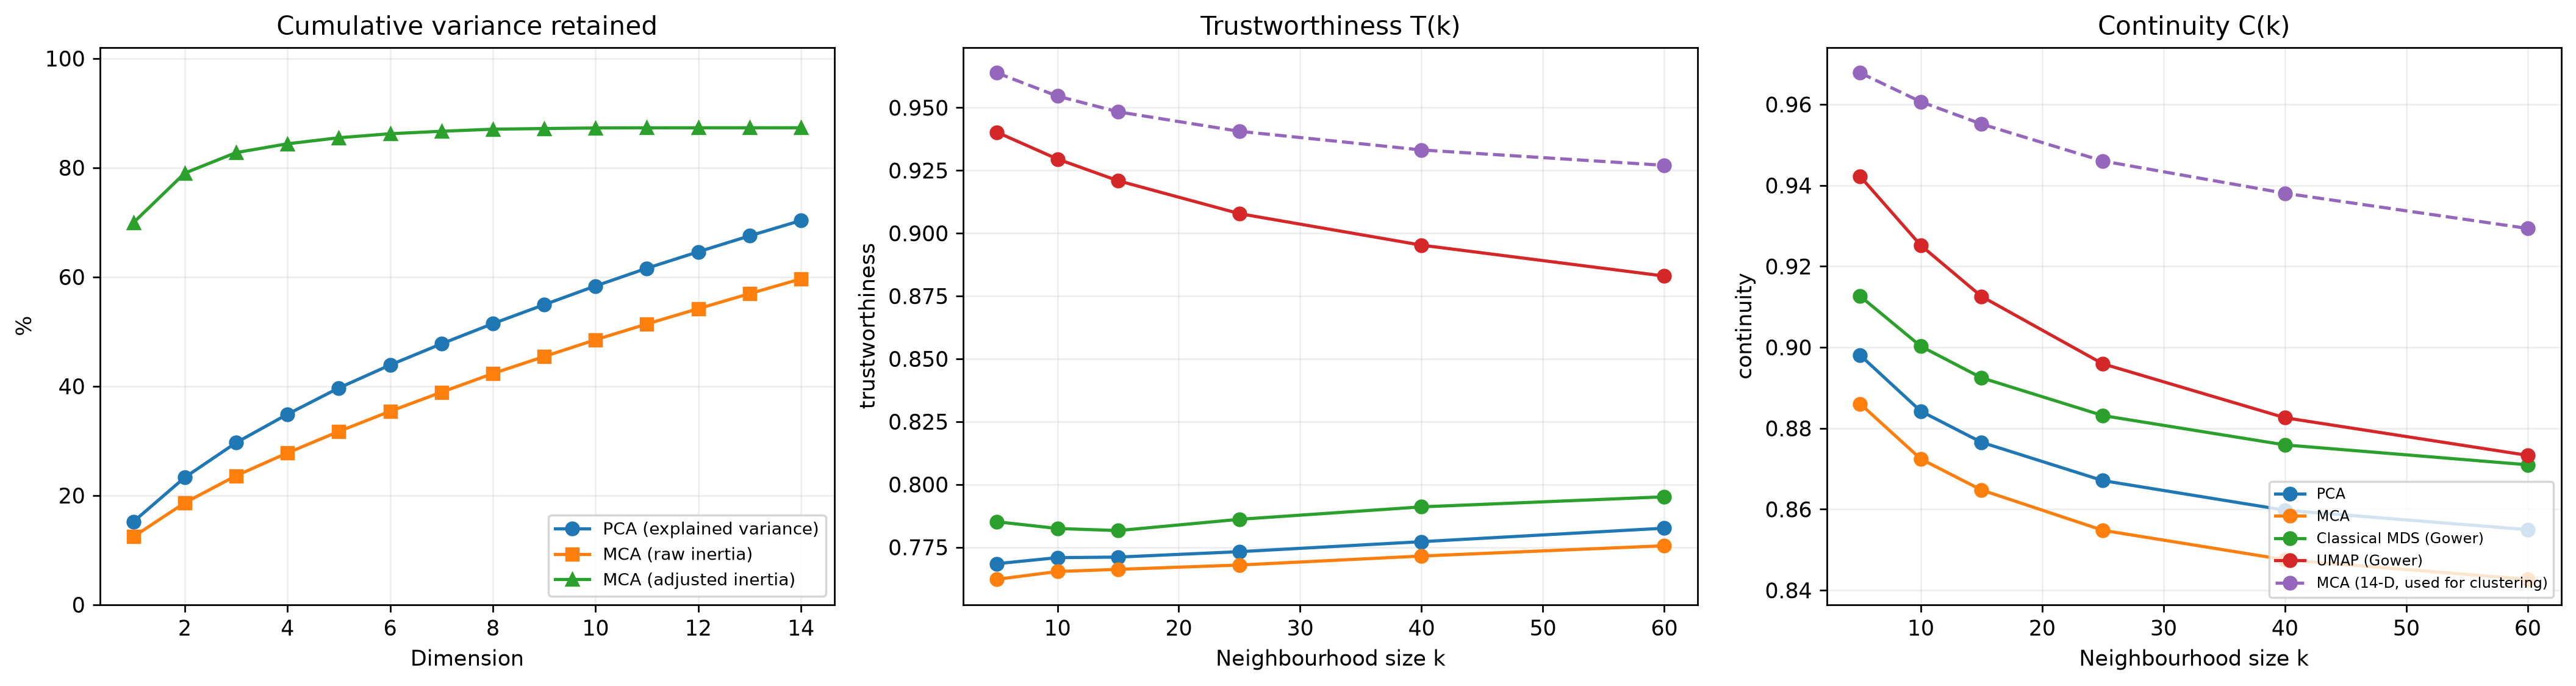 Cumulative variance retained
100
80
60
40
20
0
%
2 4 6 8 10 12 14
Dimension
PCA (explained variance)
MCA (raw inertia)
MCA (adjusted inertia)
Trustworthiness T(k)
0.950
0.925
0.900
0.875
0.850
0.825
0.800
0.775
trustworthiness
10 20 30 40 50 60
Neighbourhood size k
Continuity C(k)
0.96
0.94
0.92
0.90
0.88
0.86
0.84
continuity
10 20 30 40 50 60
Neighbourhood size k
PCA
MCA
Classical MDS (Gower)
UMAP (Gower)
MCA (14-D, used for clustering)